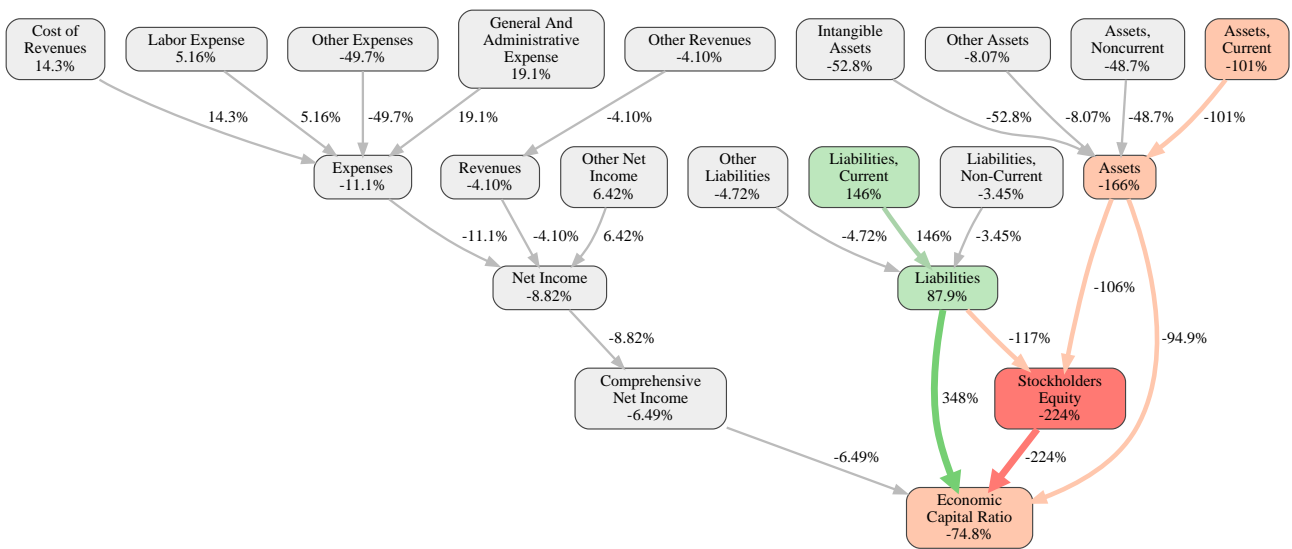 Cost of
Revenues
14.3%
Labor Expense
5.16%
Other Expenses
-49.7%
General And
Administrative
Expense
19.1%
Other Revenues
-4.10%
Intangible
Assets
-52.8%
Other Assets
-8.07%
Assets,
Noncurrent
-48.7%
Assets,
Current
-101%
14.3%
5.16%
-49.7%
19.1%
-4.10%
-52.8%
-8.07%
-48.7%
-101%
Expenses
-11.1%
Revenues
-4.10%
Other Net
Income
6.42%
Other
Liabilities
-4.72%
Liabilities,
Current
146%
Liabilities,
Non-Current
-3.45%
Assets
-166%
-11.1%
-4.10%
6.42%
-4.72%
146%
-3.45%
Net Income
-8.82%
Liabilities
87.9%
-106%
-8.82%
-117%
-94.9%
Comprehensive
Net Income
-6.49%
348%
Stockholders
Equity
-224%
-6.49%
-224%
Economic
Capital Ratio
-74.8%